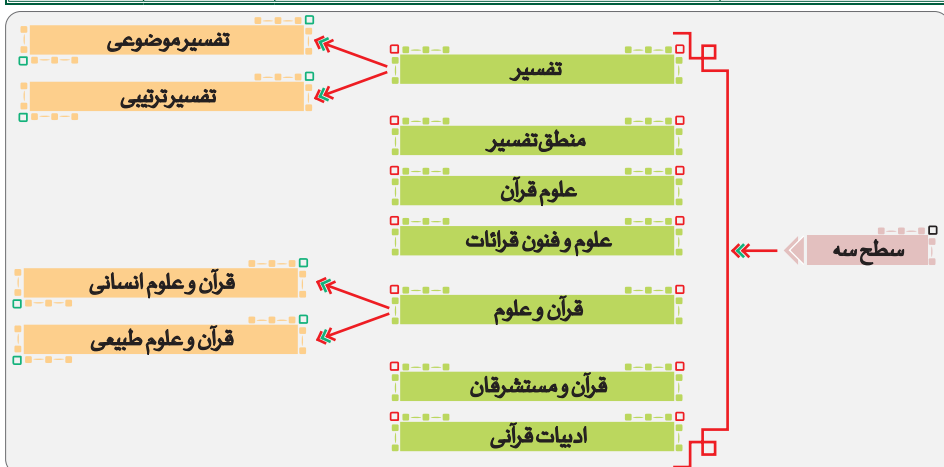 سطح سه
تفسیر
تفسیر موضوعی
تفسیر ترتیبی
منطق تفسیر
علوم قرآن
علوم و فنون قرائات
قرآن و علوم
قرآن و علوم انسانی
قرآن و علوم طبیعی
قرآن و مستشرقان
ادبیات قرآنی